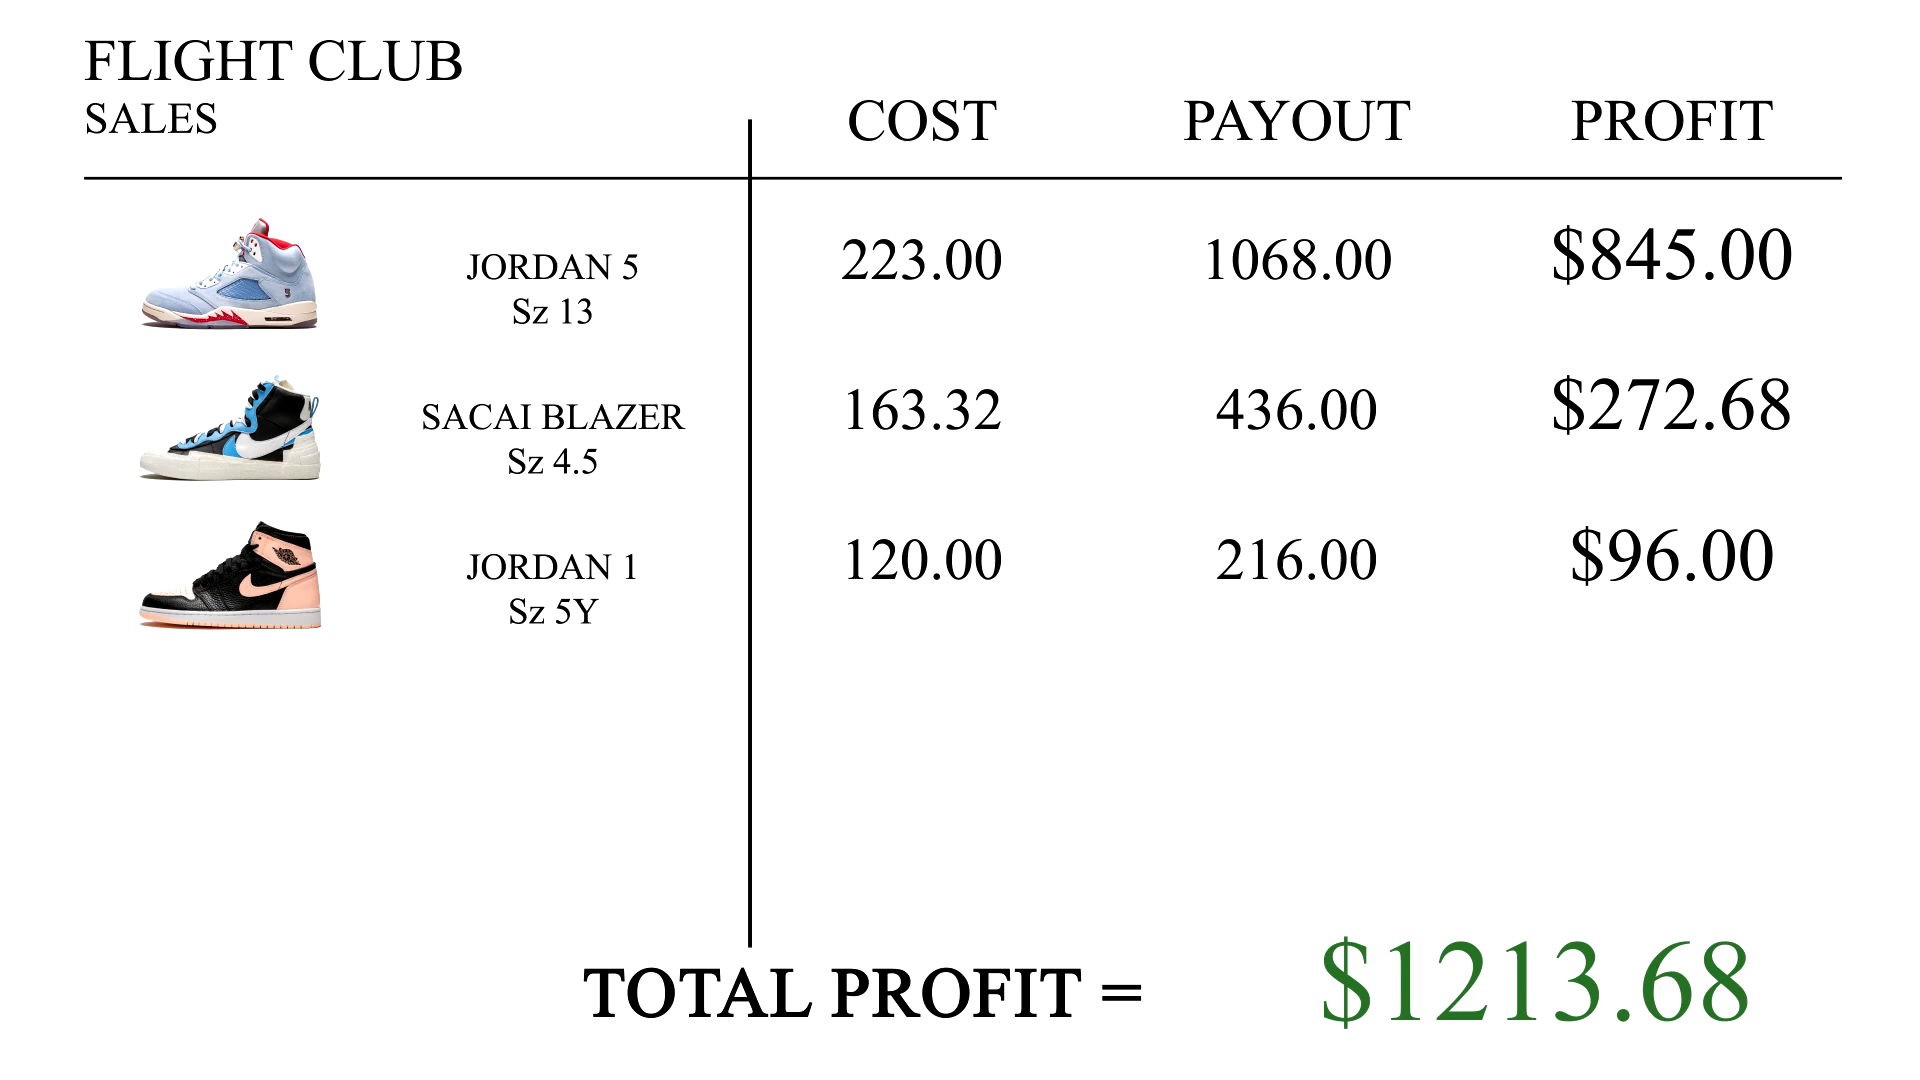 FLIGHT CLUB
SALES
COST PAYOUT PROFIT
JORDAN 5 223.00 1068.00 $845.00
Sz 13
SACAI BLAZER 163.32 436.00 $272.68
Sz 4.5
JORDAN 1 120.00 216.00 $96.00
Sz 5Y
TOTAL PROFIT = $1213.68